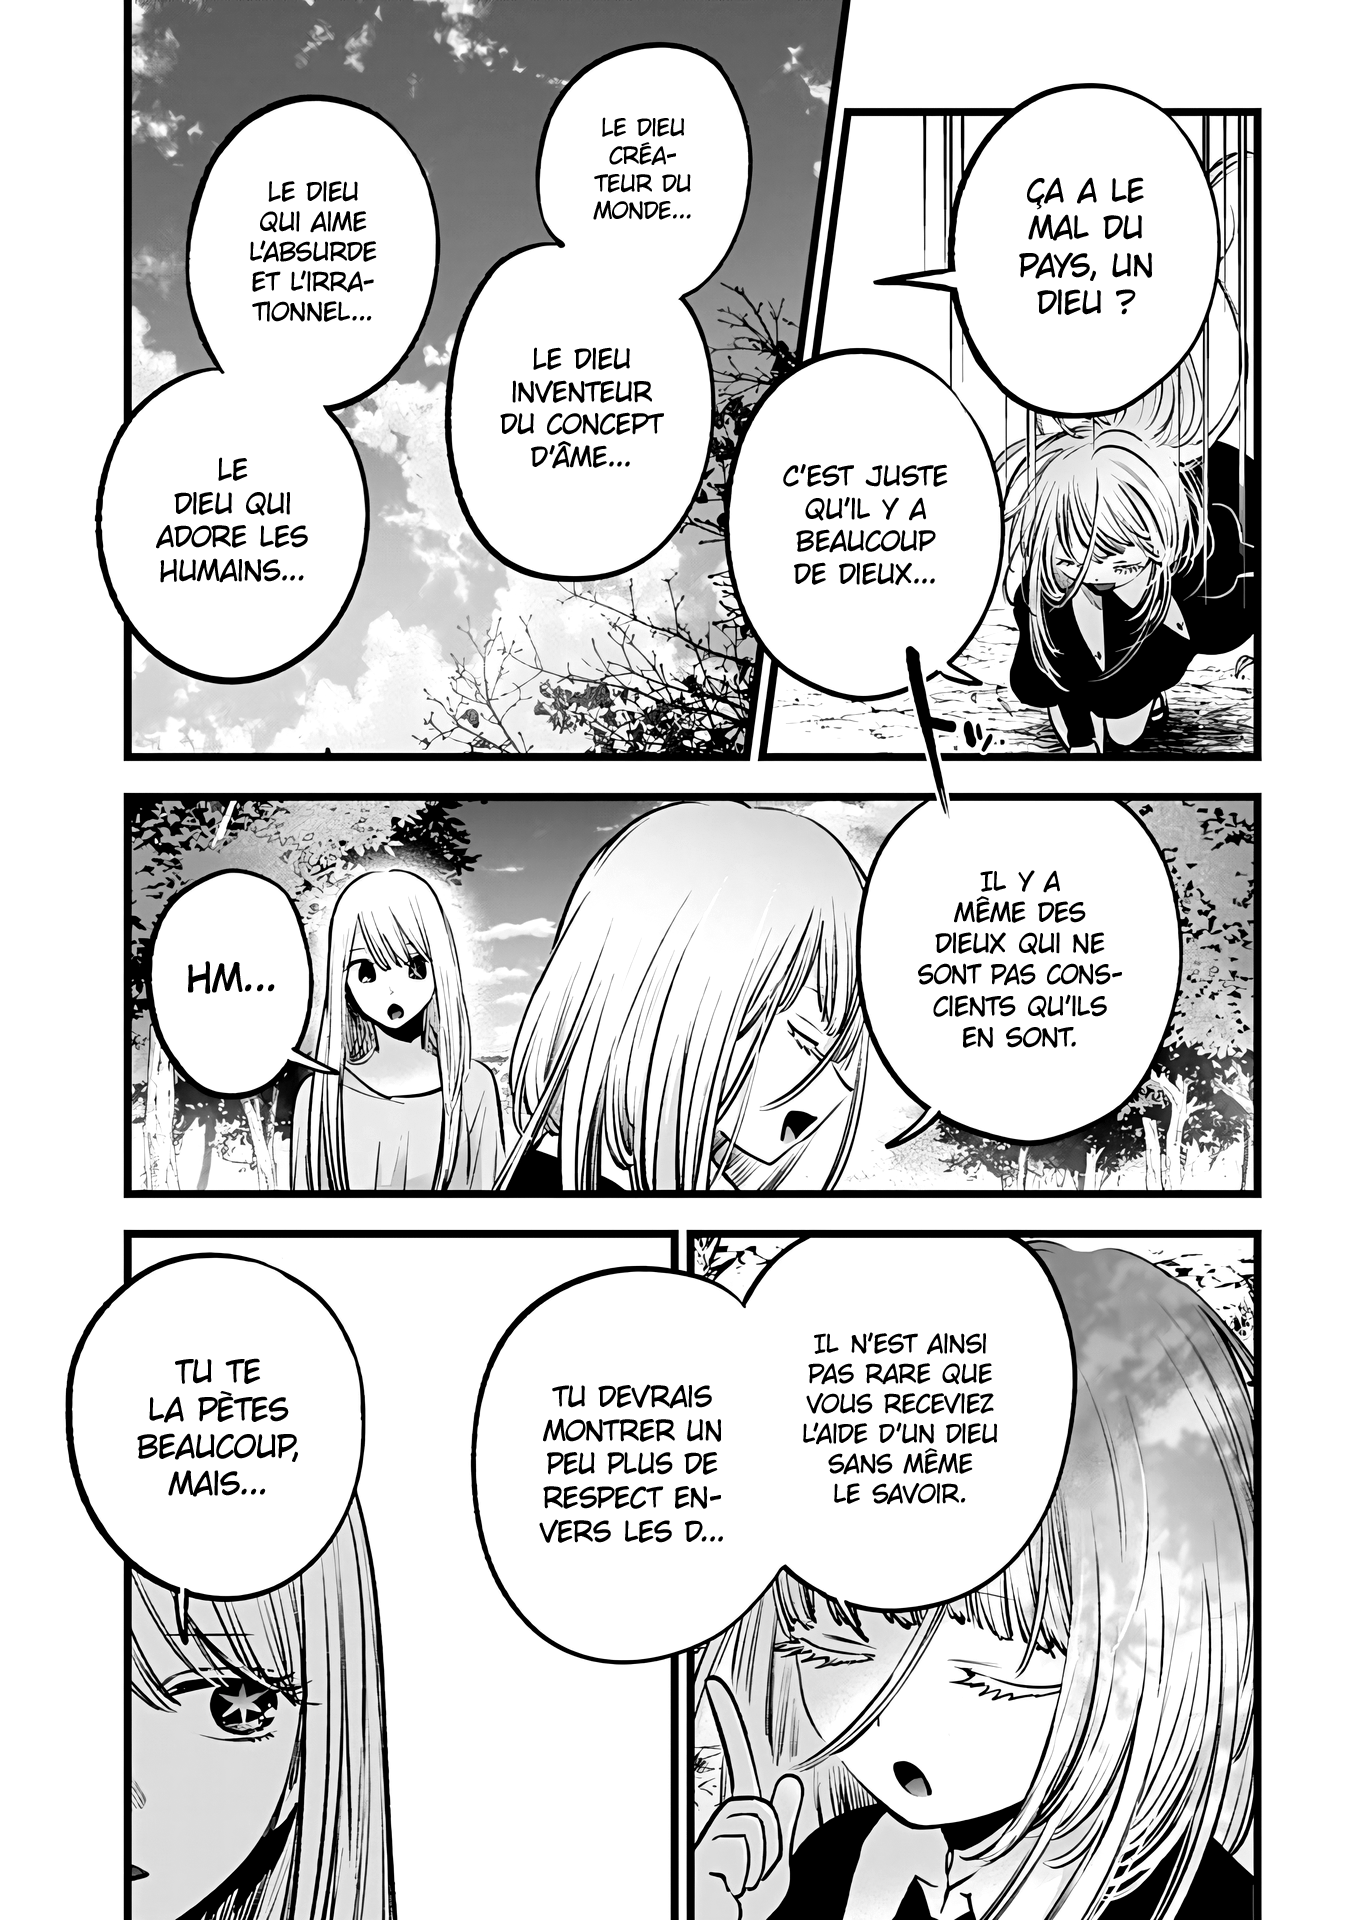 ÇA A LE
MAL DU
PAYS, UN
DIEU ?
C'EST JUSTE
QU'IL Y A
BEAUCOUP
DE DIEUX...
LE DIEU
CRÉA-
TEUR DU
MONDE...
LE DIEU
INVENTEUR
DU CONCEPT
D'ÂME...
LE DIEU
QUI AIME
L'ABSURDE
ET L'IRRA-
TIONNEL...
LE
DIEU QUI
ADORE LES
HUMAINS...
IL Y A
MÊME DES
DIEUX QUI NE
SONT PAS CONS-
CIENTS QU'ILS
EN SONT.
HM...
IL N'EST AINSI
PAS RARE QUE
VOUS RECEVIEZ
L'AIDE D'UN DIEU
SANS MÊME
LE SAVOIR.
TU DEVRAIS
MONTRER UN
PEU PLUS DE
RESPECT EN-
VERS LES D...
TU TE
LA PÈTES
BEAUCOUP,
MAIS...